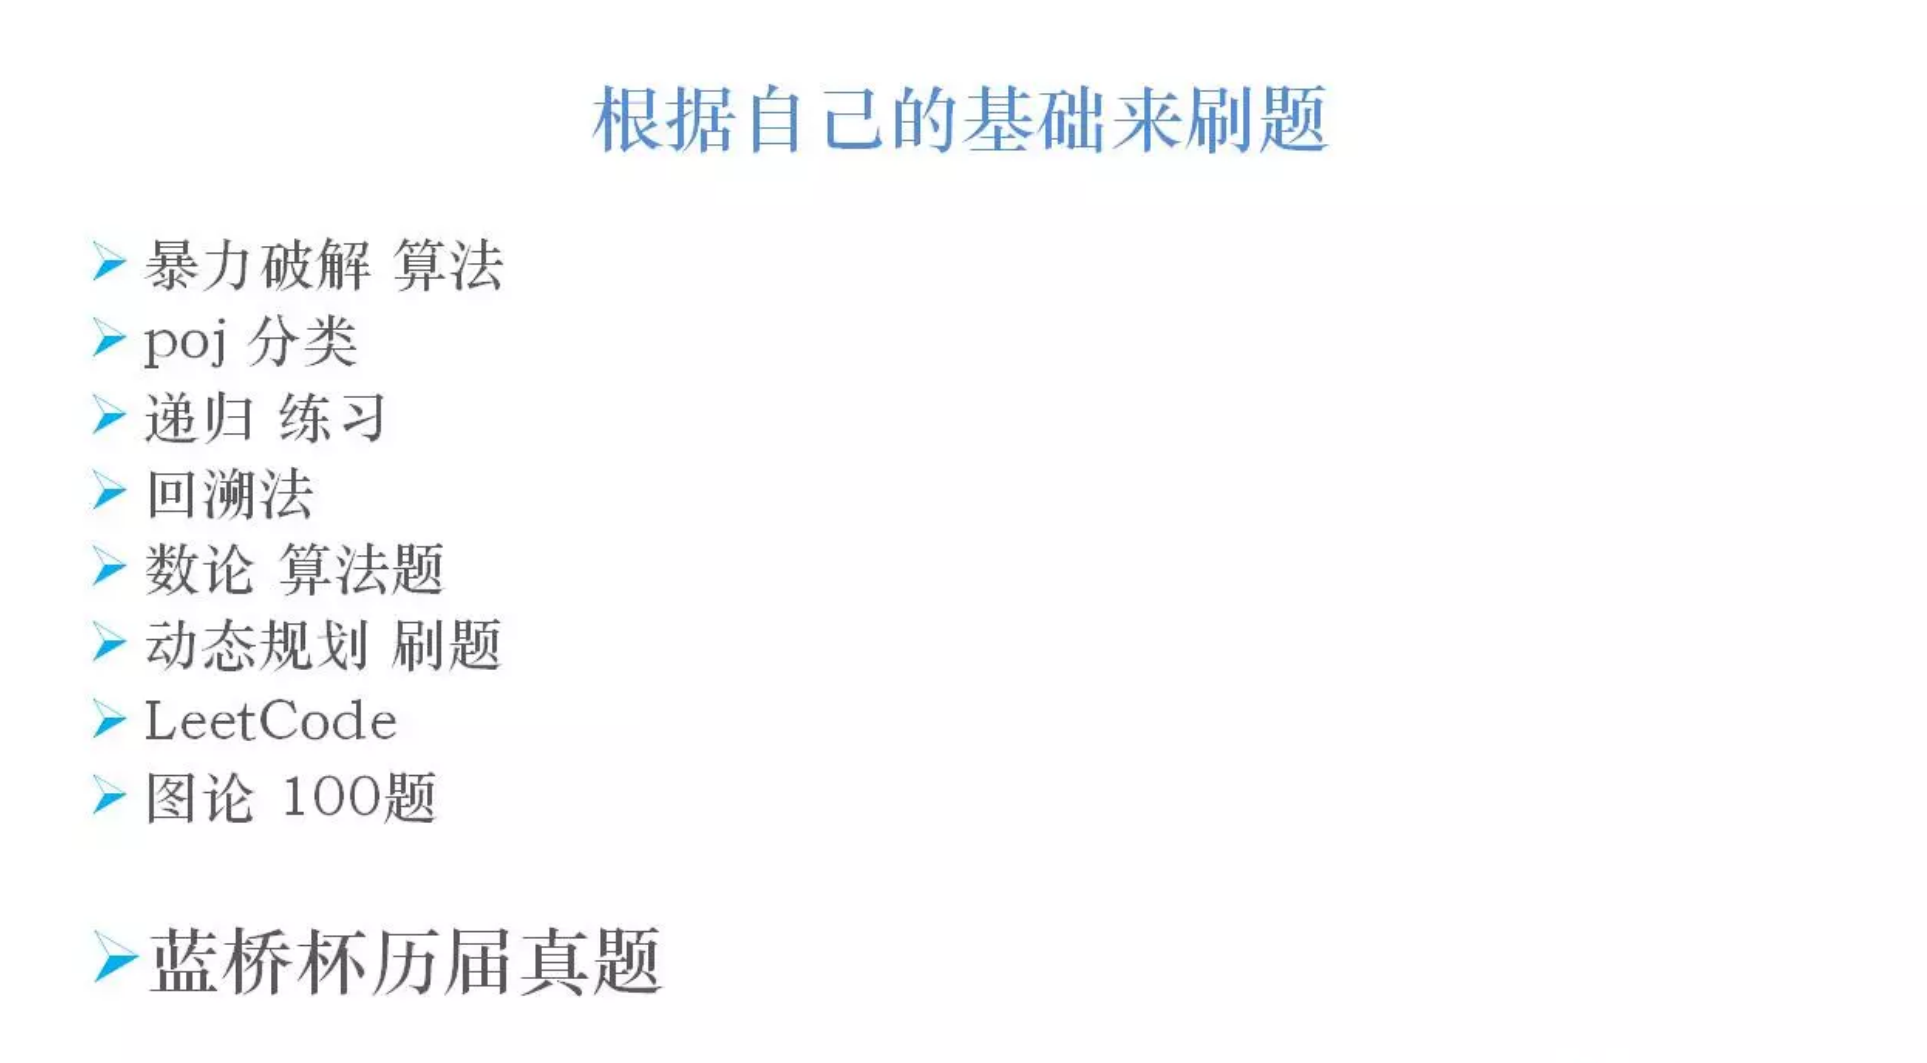 根据自己的基础来刷题
暴力破解 算法
poj 分类
递归 练习
回溯法
数论 算法题
动态规划 刷题
LeetCode
图论 100题
蓝桥杯历届真题